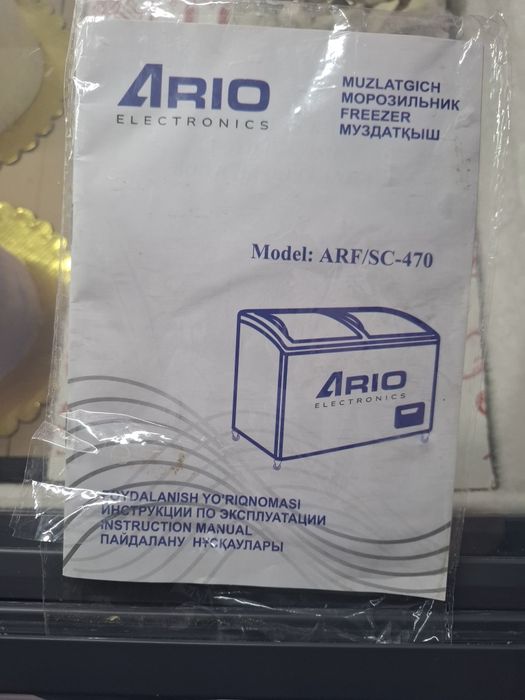 ARIO
ELECTRONICS
MUZLATGICH
МОРОЗИЛЬНИК
FREEZER
МУЗДАТҚЫШ
Model: ARF/SC-470
ARIO
ELECTRONICS
FOYDALANISH YO'RIQNOMASI
ИНСТРУКЦИИ ПО ЭКСПЛУАТАЦИИ
INSTRUCTION MANUAL
ПАЙДАЛАНУ НҰСҚАУЛАРЫ